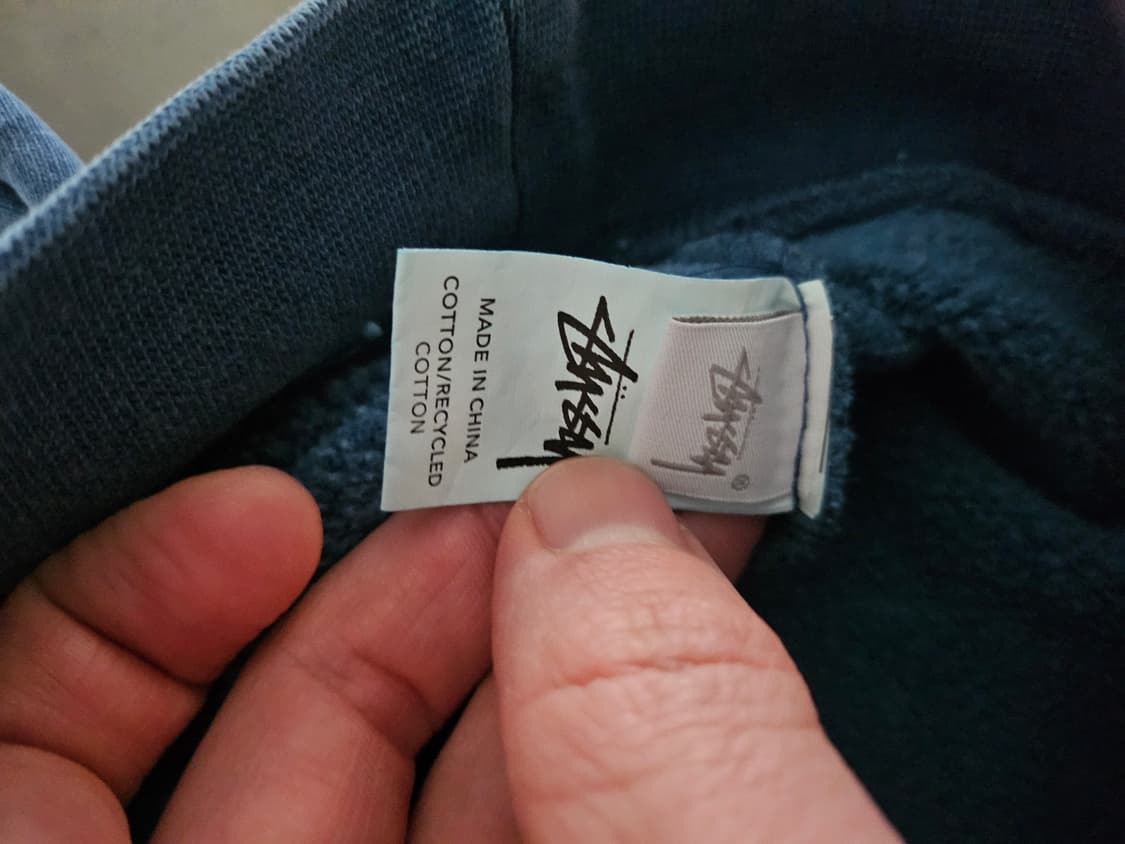 STÜSSY
MADE IN CHINA
COTTON/RECYCLED
COTTON
STÜSSY®